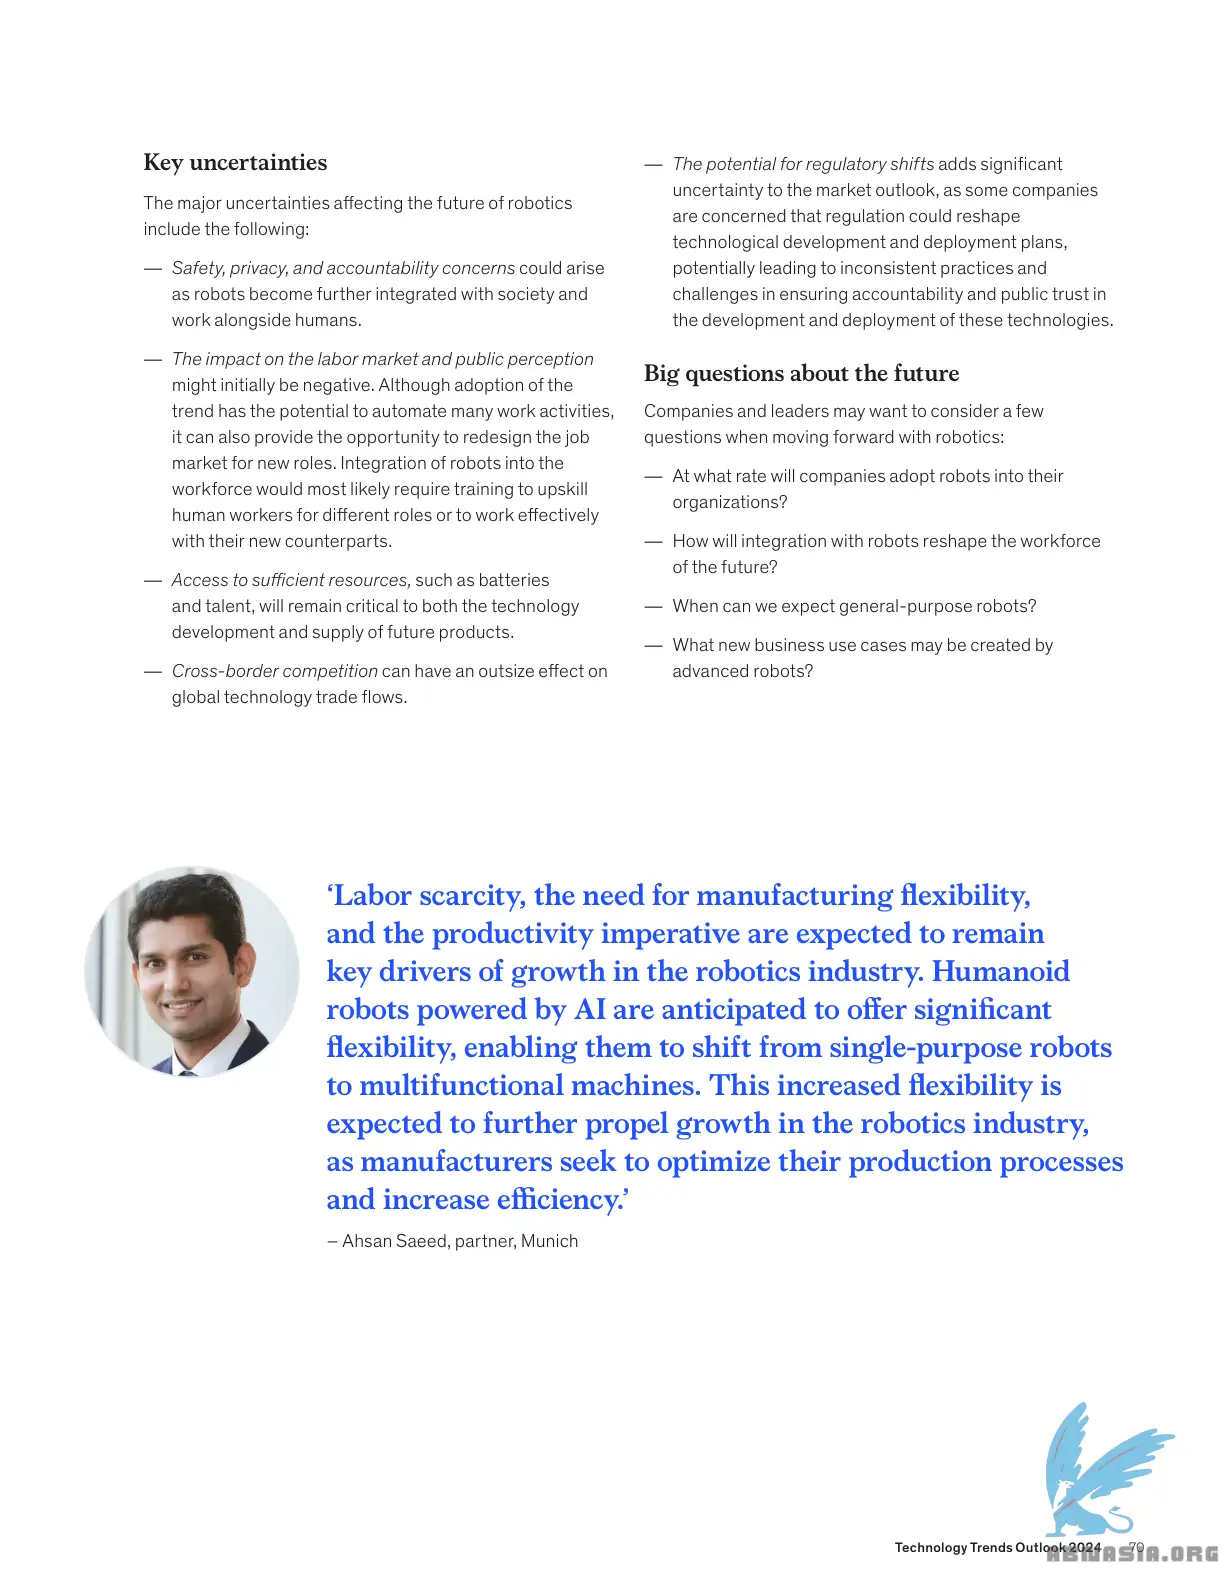 Key uncertainties
The major uncertainties affecting the future of robotics
include the following:
— Safety, privacy, and accountability concerns could arise
as robots become further integrated with society and
work alongside humans.
— The impact on the labor market and public perception
might initially be negative. Although adoption of the
trend has the potential to automate many work activities,
it can also provide the opportunity to redesign the job
market for new roles. Integration of robots into the
workforce would most likely require training to upskill
human workers for different roles or to work effectively
with their new counterparts.
— Access to sufficient resources, such as batteries
and talent, will remain critical to both the technology
development and supply of future products.
— Cross-border competition can have an outsize effect on
global technology trade flows.
— The potential for regulatory shifts adds significant
uncertainty to the market outlook, as some companies
are concerned that regulation could reshape
technological development and deployment plans,
potentially leading to inconsistent practices and
challenges in ensuring accountability and public trust in
the development and deployment of these technologies.
Big questions about the future
Companies and leaders may want to consider a few
questions when moving forward with robotics:
— At what rate will companies adopt robots into their
organizations?
— How will integration with robots reshape the workforce
of the future?
— When can we expect general-purpose robots?
— What new business use cases may be created by
advanced robots?
‘Labor scarcity, the need for manufacturing flexibility,
and the productivity imperative are expected to remain
key drivers of growth in the robotics industry. Humanoid
robots powered by AI are anticipated to offer significant
flexibility, enabling them to shift from single-purpose robots
to multifunctional machines. This increased flexibility is
expected to further propel growth in the robotics industry,
as manufacturers seek to optimize their production processes
and increase efficiency.’
– Ahsan Saeed, partner, Munich
Technology Trends Outlook 2024 70
ABWASIA.ORG